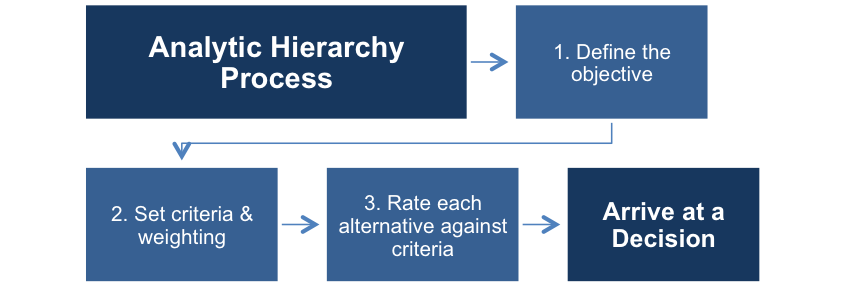 Analytic Hierarchy
Process
1. Define the
objective
2. Set criteria &
weighting
3. Rate each
alternative against
criteria
Arrive at a
Decision